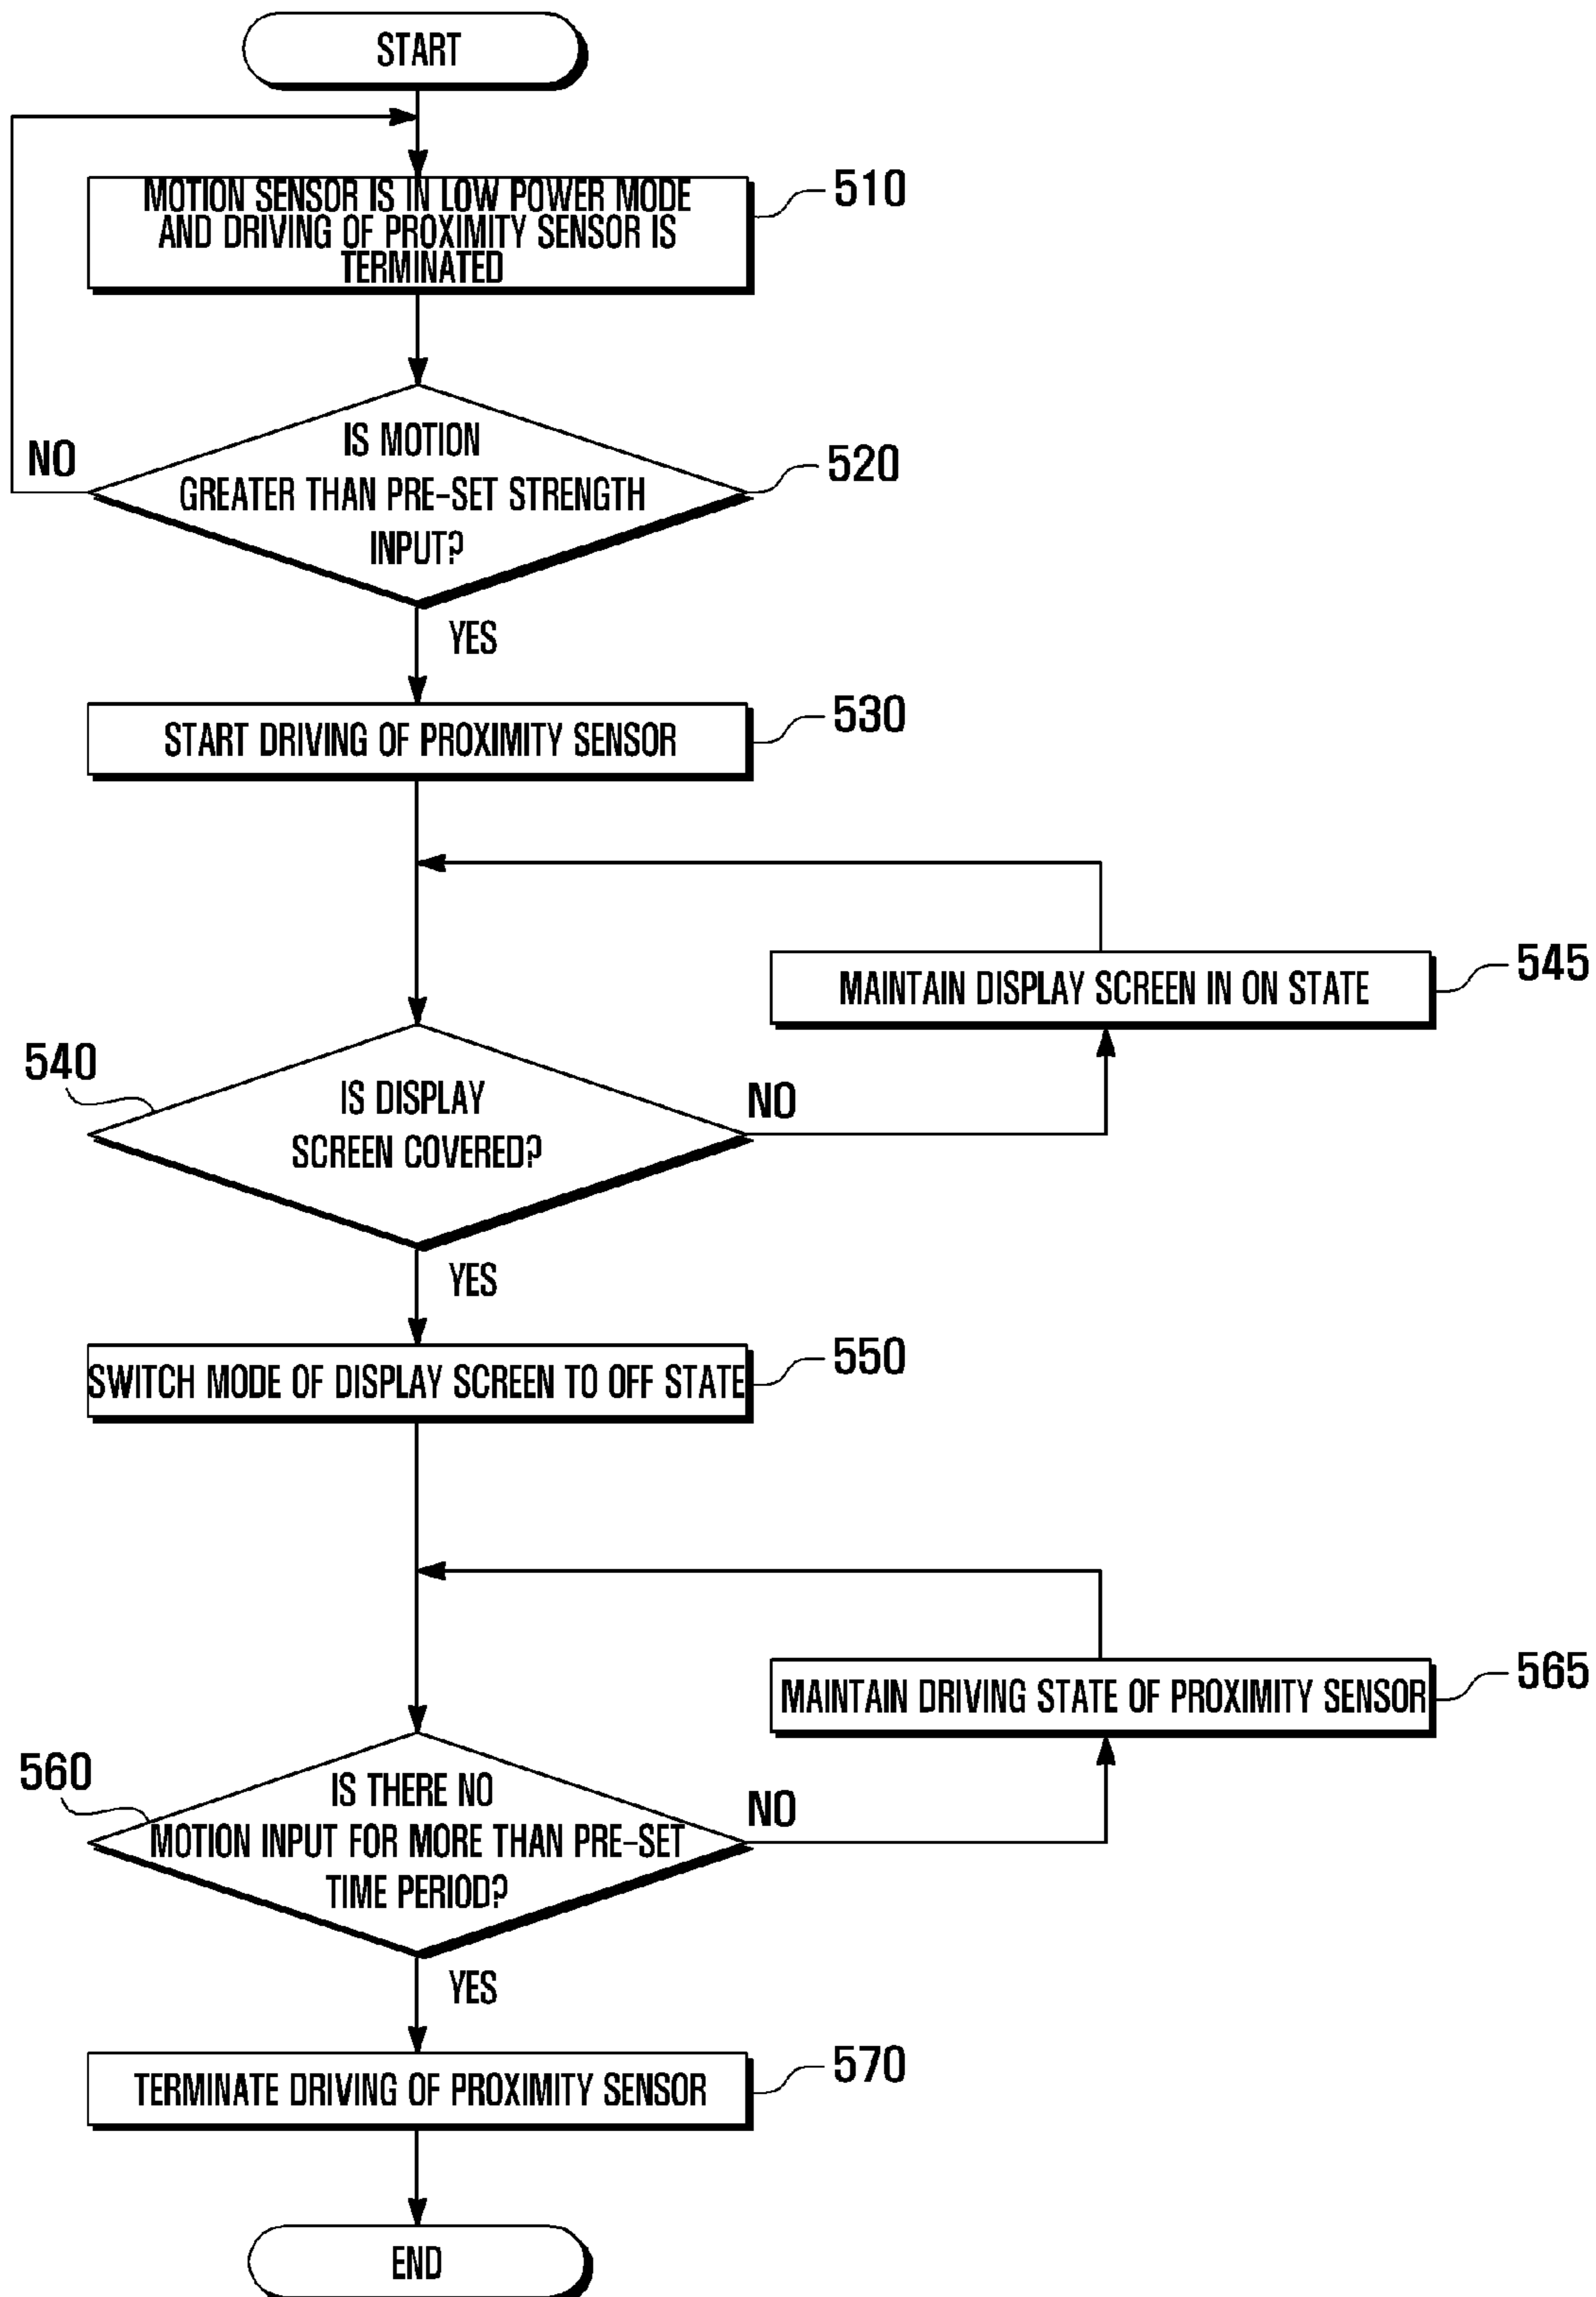 START
MOTION SENSOR IS IN LOW POWER MODE
AND DRIVING OF PROXIMITY SENSOR IS
TERMINATED
510
IS MOTION
GREATER THAN PRE-SET STRENGTH
INPUT?
520
NO
YES
START DRIVING OF PROXIMITY SENSOR
530
MAINTAIN DISPLAY SCREEN IN ON STATE
545
540
IS DISPLAY
SCREEN COVERED?
NO
YES
SWITCH MODE OF DISPLAY SCREEN TO OFF STATE
550
MAINTAIN DRIVING STATE OF PROXIMITY SENSOR
565
560
IS THERE NO
MOTION INPUT FOR MORE THAN PRE-SET
TIME PERIOD?
NO
YES
TERMINATE DRIVING OF PROXIMITY SENSOR
570
END